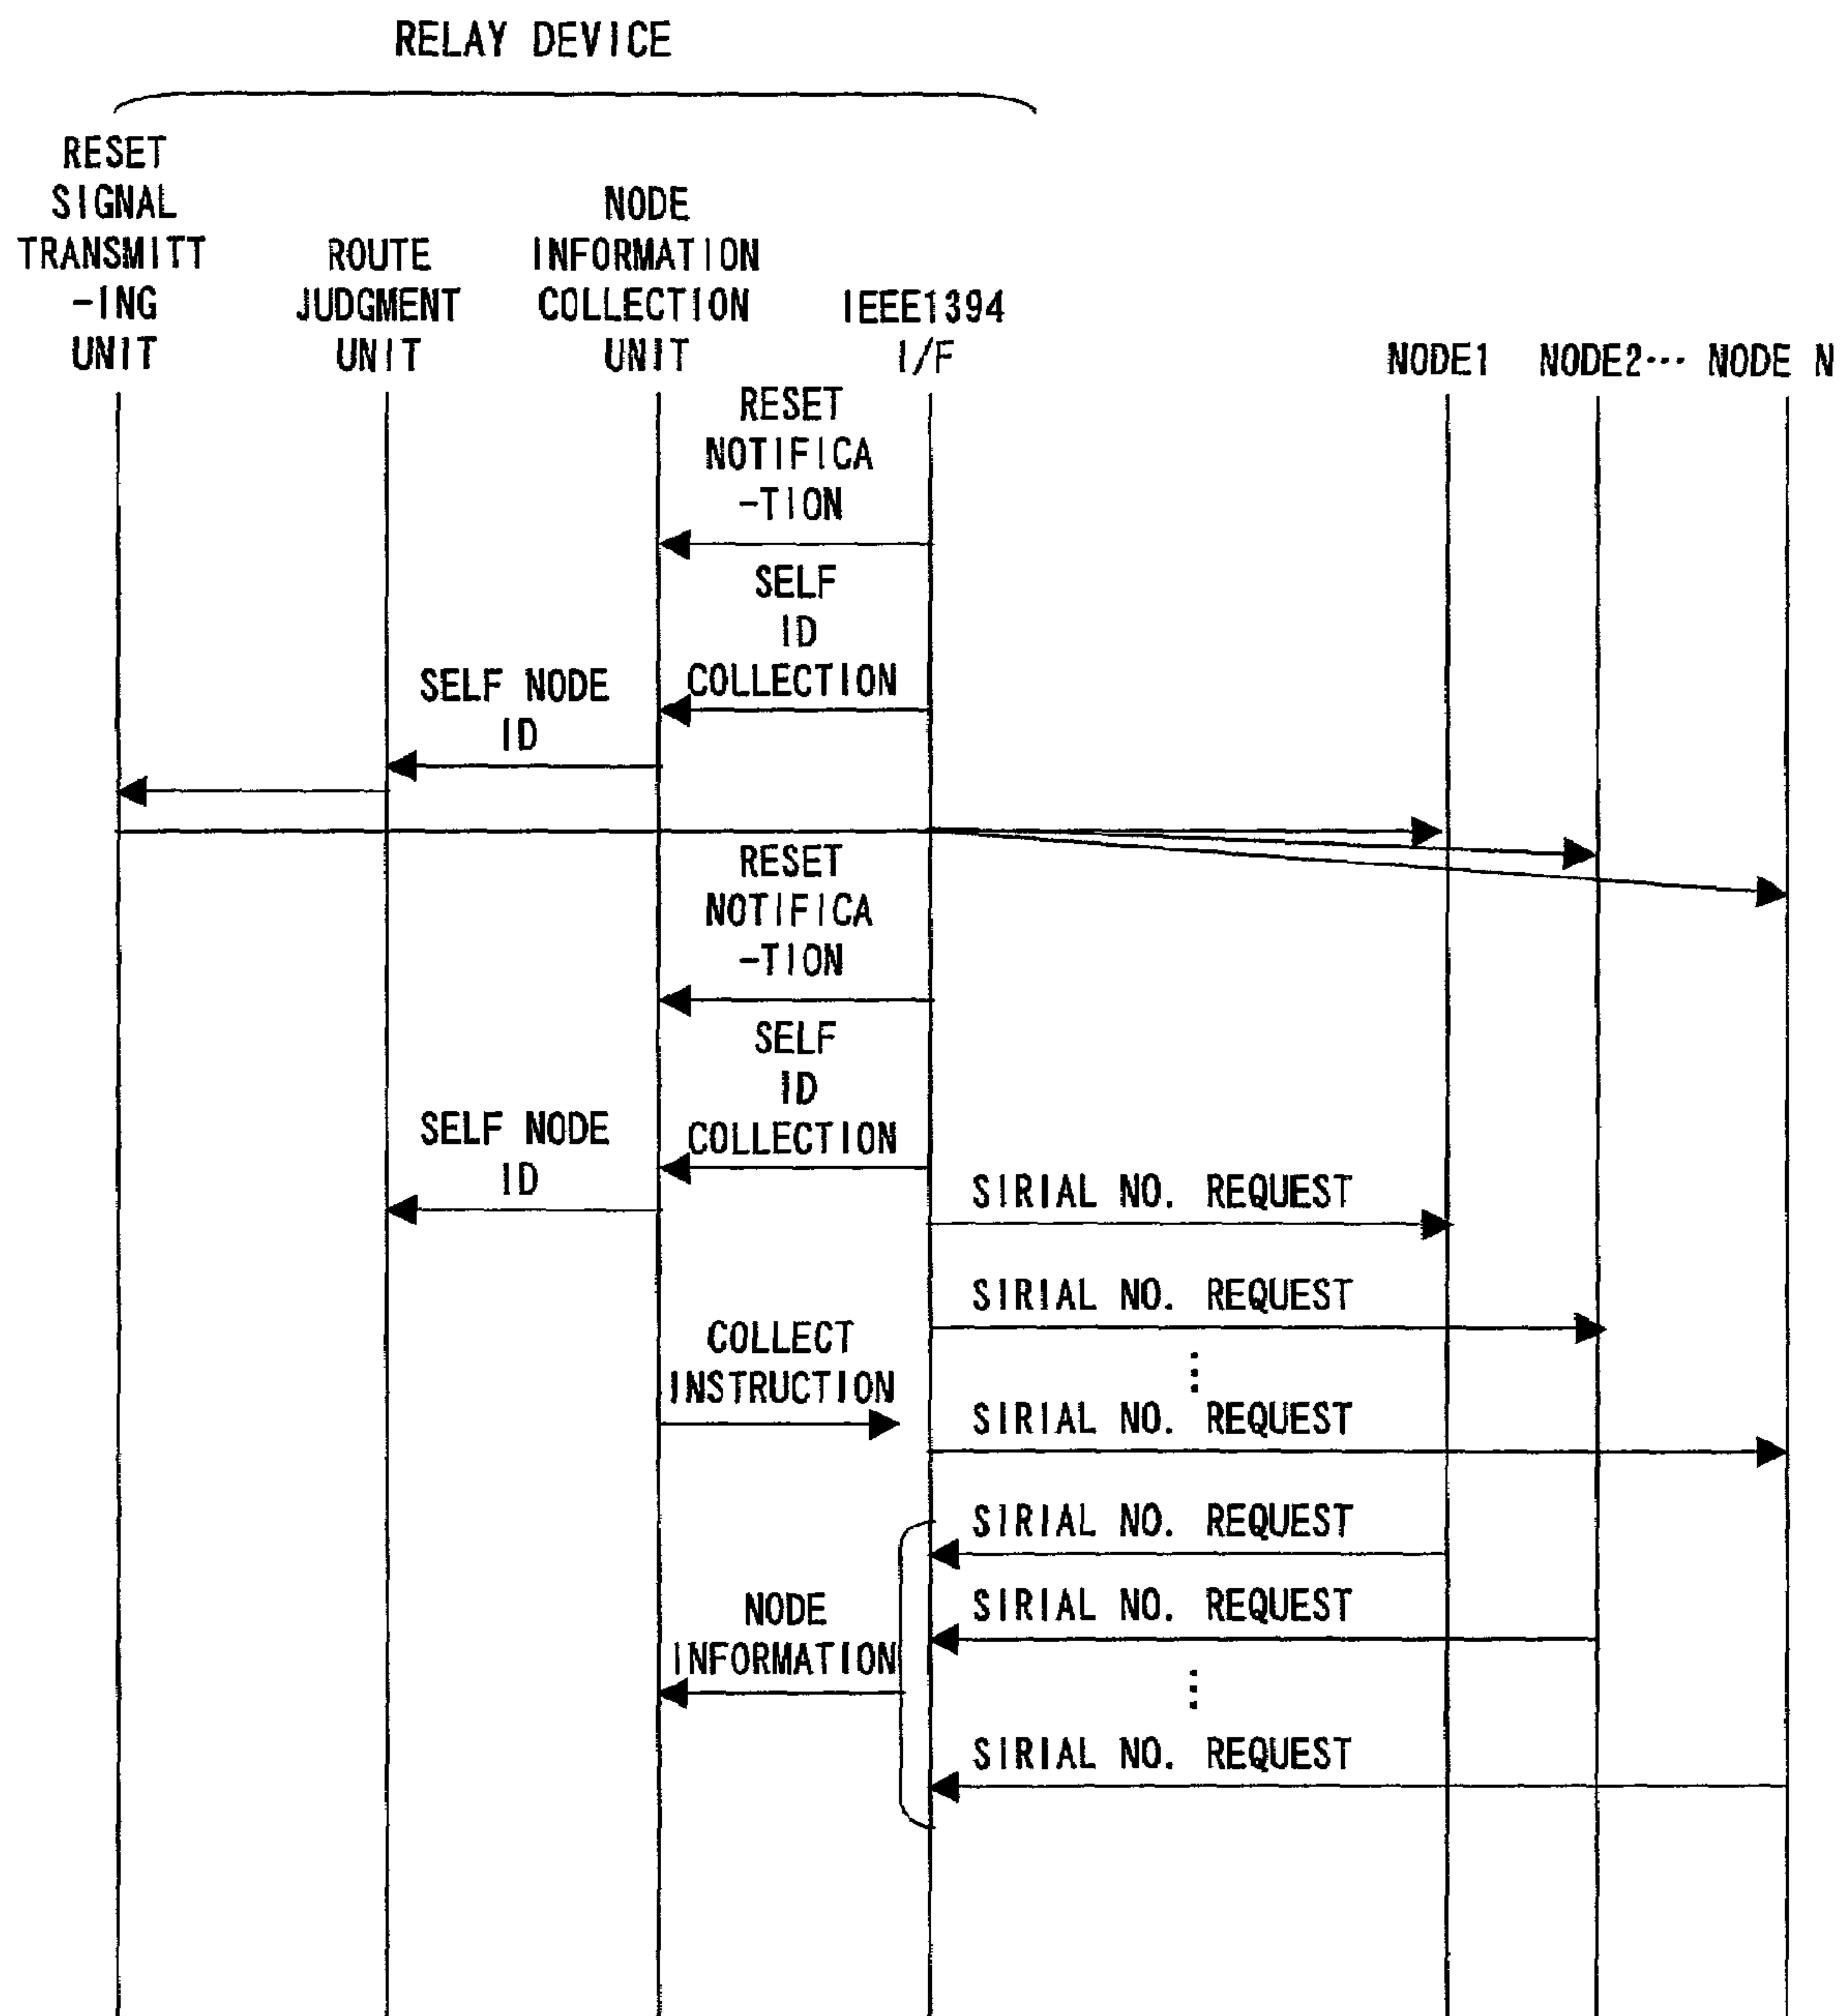 RELAY DEVICE
RESET
SIGNAL
TRANSMITT
-ING
UNIT
ROUTE
JUDGMENT
UNIT
NODE
INFORMATION
COLLECTION
UNIT
IEEE1394
I/F
NODE1 NODE2··· NODE N
RESET
NOTIFICA
-TION
SELF
ID
COLLECTION
SELF NODE
ID
RESET
NOTIFICA
-TION
SELF
ID
COLLECTION
SELF NODE
ID
SIRIAL NO. REQUEST
SIRIAL NO. REQUEST
COLLECT
INSTRUCTION
⋮
SIRIAL NO. REQUEST
SIRIAL NO. REQUEST
SIRIAL NO. REQUEST
NODE
INFORMATION
⋮
SIRIAL NO. REQUEST